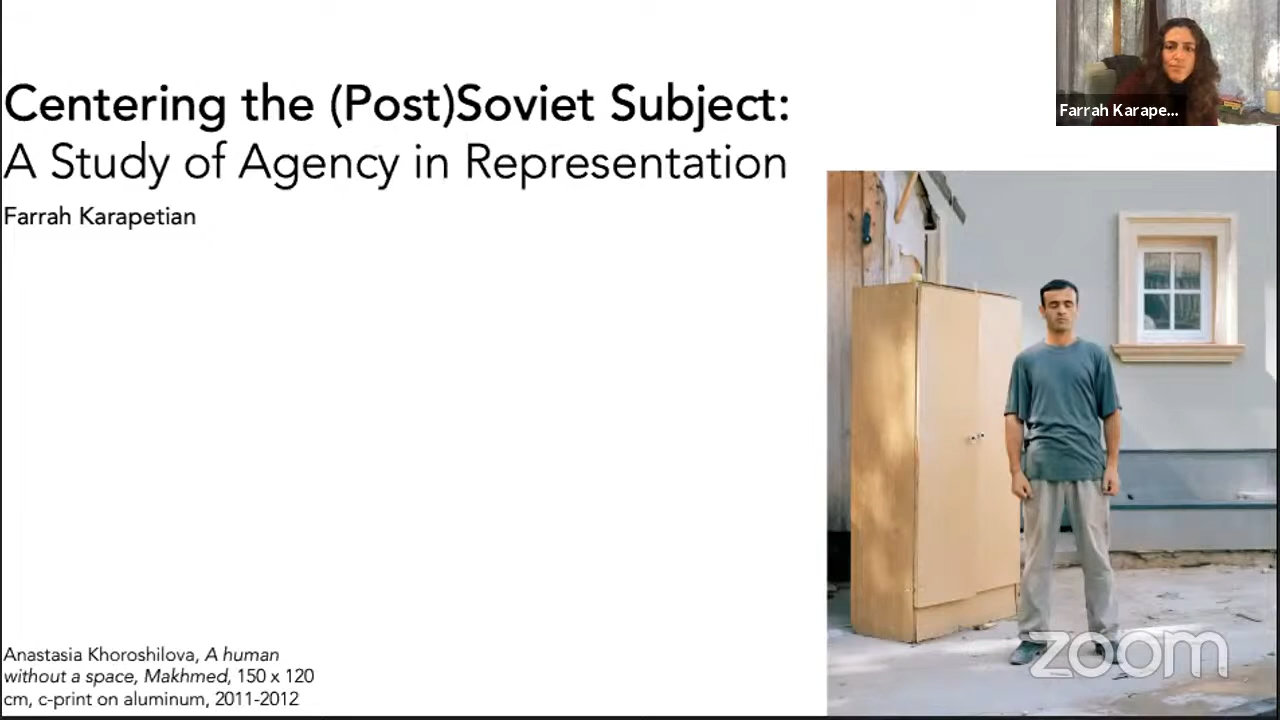 Farrah Karape...
Centering the (Post)Soviet Subject:
A Study of Agency in Representation
Farrah Karapetian
Anastasia Khoroshilova, A human
without a space, Makhmed, 150 x 120
cm, c-print on aluminum, 2011-2012
zoom